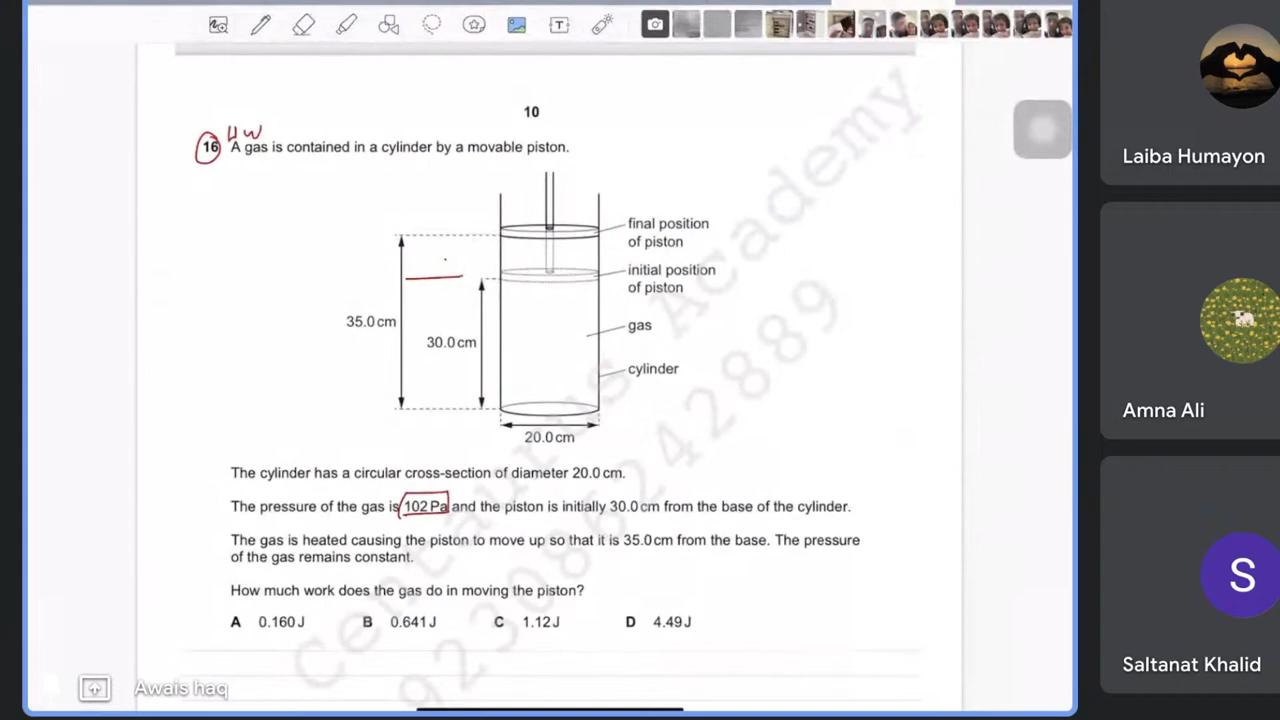 10
HW
16 A gas is contained in a cylinder by a movable piston.
final position
of piston
initial position
of piston
35.0 cm
30.0 cm
gas
cylinder
20.0 cm
The cylinder has a circular cross-section of diameter 20.0 cm.
The pressure of the gas is 102 Pa and the piston is initially 30.0 cm from the base of the cylinder.
The gas is heated causing the piston to move up so that it is 35.0 cm from the base. The pressure
of the gas remains constant.
How much work does the gas do in moving the piston?
A 0.160 J B 0.641 J C 1.12 J D 4.49 J
Centaurus Academy
923086242889
Awais haq
T
Laiba Humayon
Amna Ali
S
Saltanat Khalid